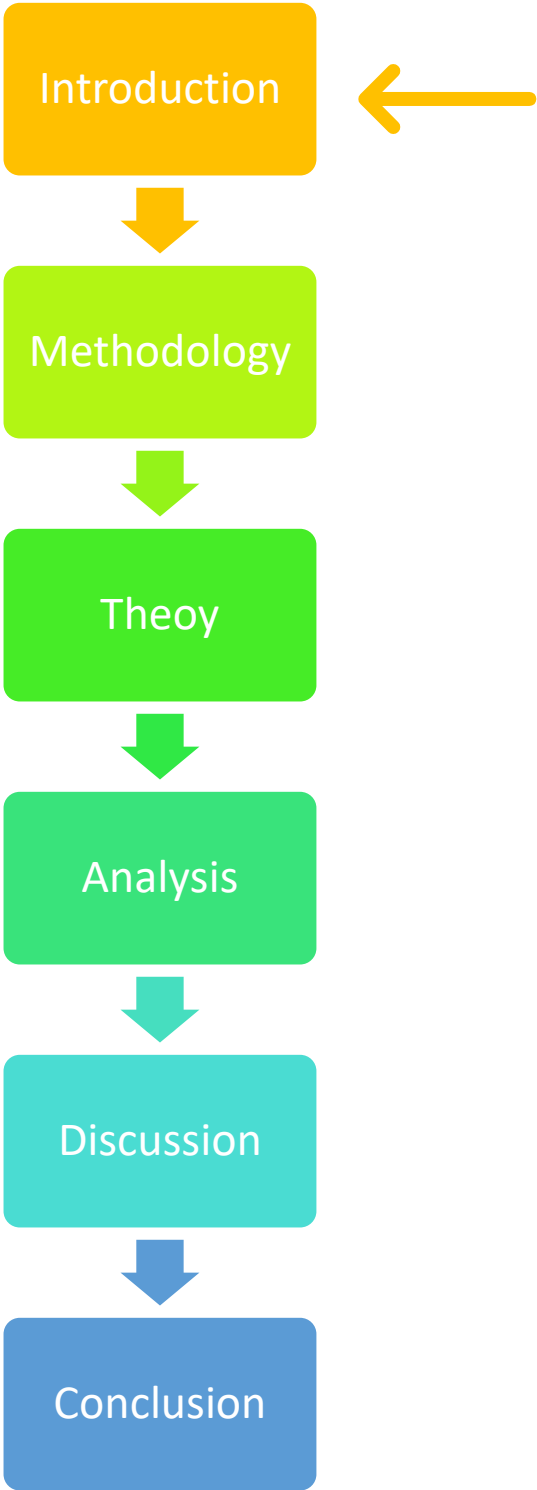 Introduction
Methodology
Theoy
Analysis
Discussion
Conclusion